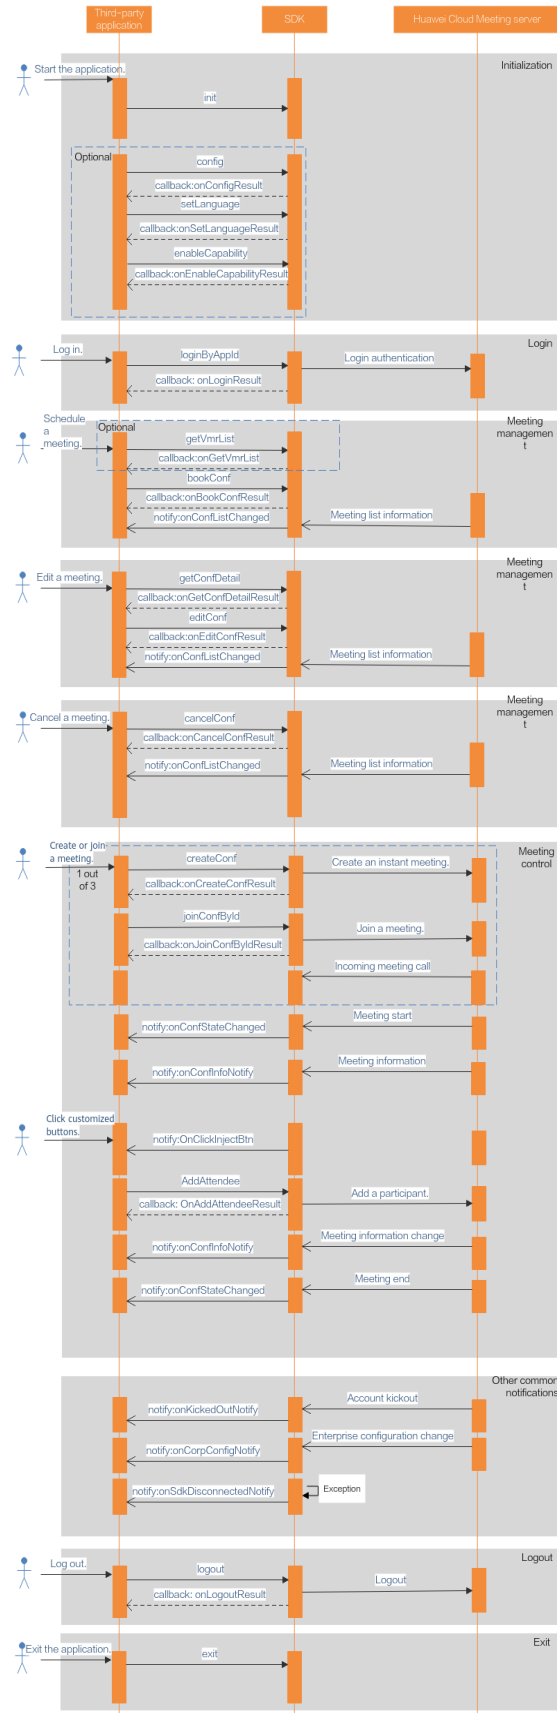 Third-party
application
SDK
Huawei Cloud Meeting server
Initialization
Start the application.
init
Optional
config
callback:onConfigResult
setLanguage
callback:onSetLanguageResult
enableCapability
callback:onEnableCapabilityResult
Login
Log in.
loginByAppId
Login authentication
callback: onLoginResult
Meeting
managemen
t
Schedule
a
meeting.
Optional
getVmrList
callback:onGetVmrList
bookConf
callback:onBookConfResult
Meeting list information
notify:onConfListChanged
Meeting
managemen
t
Edit a meeting.
getConfDetail
callback:onGetConfDetailResult
editConf
callback:onEditConfResult
Meeting list information
notify:onConfListChanged
Meeting
managemen
t
Cancel a meeting.
cancelConf
callback:onCancelConfResult
Meeting list information
notify:onConfListChanged
Meeting
control
Create or join
a meeting.
1 out
of 3
createConf
Create an instant meeting.
callback:onCreateConfResult
joinConfById
Join a meeting.
callback:onJoinConfByIdResult
Incoming meeting call
Meeting start
notify:onConfStateChanged
Meeting information
notify:onConfInfoNotify
Click customized
buttons.
notify:OnClickInjectBtn
AddAttendee
Add a participant.
callback: OnAddAttendeeResult
Meeting information change
notify:onConfInfoNotify
Meeting end
notify:onConfStateChanged
Other common
notifications
Account kickout
notify:onKickedOutNotify
Enterprise configuration change
notify:onCorpConfigNotify
Exception
notify:onSdkDisconnectedNotify
Logout
Log out.
logout
Logout
callback: onLogoutResult
Exit
Exit the application.
exit